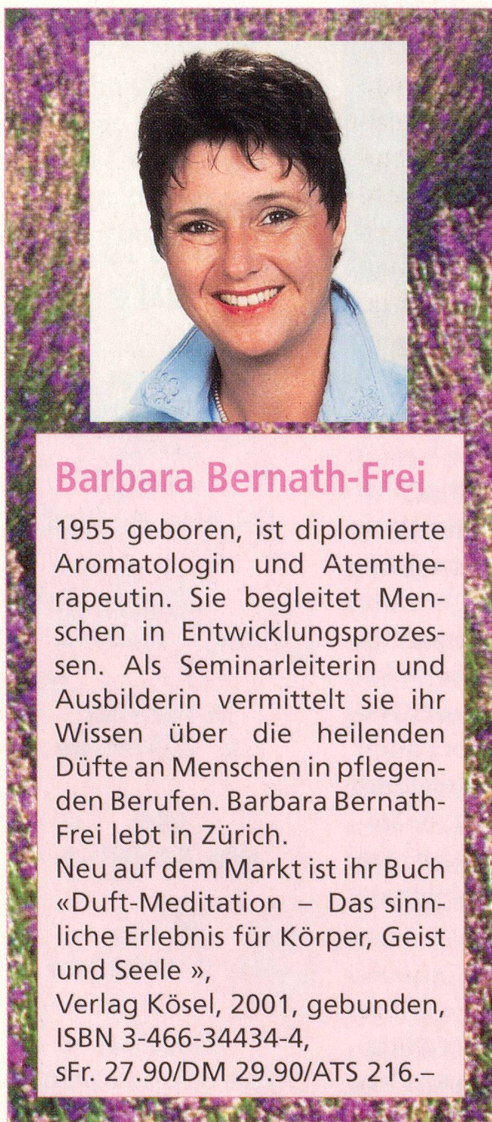 Barbara Bernath-Frei
1955 geboren, ist diplomierte
Aromatologin und Atemthe-
rapeutin. Sie begleitet Men-
schen in Entwicklungsprozes-
sen. Als Seminarleiterin und
Ausbilderin vermittelt sie ihr
Wissen über die heilenden
Düfte an Menschen in pflegen-
den Berufen. Barbara Bernath-
Frei lebt in Zürich.
Neu auf dem Markt ist ihr Buch
«Duft-Meditation – Das sinn-
liche Erlebnis für Körper, Geist
und Seele »,
Verlag Kösel, 2001, gebunden,
ISBN 3-466-34434-4,
sFr. 27.90/DM 29.90/ATS 216.–